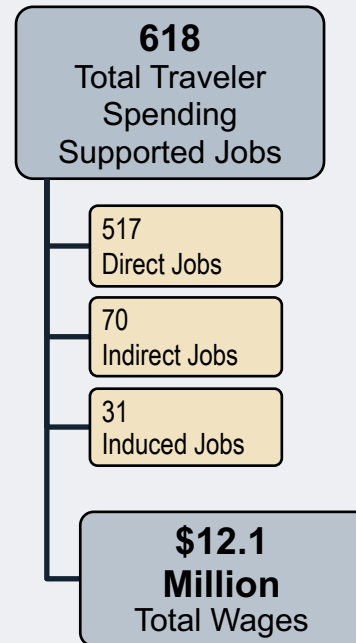 618
Total Traveler
Spending
Supported Jobs
517
Direct Jobs
70
Indirect Jobs
31
Induced Jobs
$12.1
Million
Total Wages